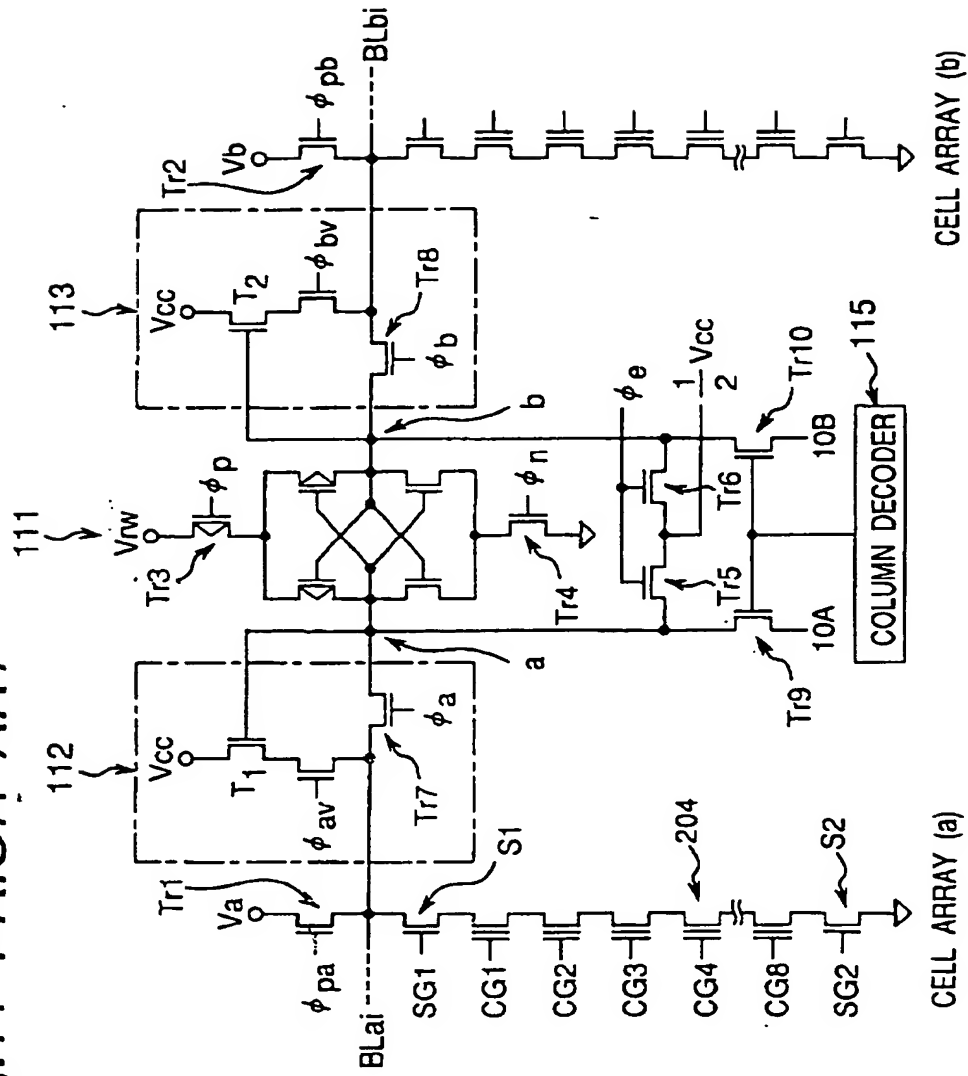 111
112
113
Vrw
Vcc
Vcc
Va
Vb
Tr1
Tr2
Tr3
ϕp
T1
T2
ϕpa
ϕpb
ϕav
ϕbv
BLai
BLbi
Tr7
Tr8
ϕa
ϕb
a
b
Tr4
ϕn
S1
SG1
CG1
CG2
CG3
CG4
204
CG8
SG2
S2
ϕe
1
2
Vcc
Tr5
Tr6
Tr9
Tr10
10A
10B
COLUMN DECODER
115
CELL ARRAY (a)
CELL ARRAY (b)